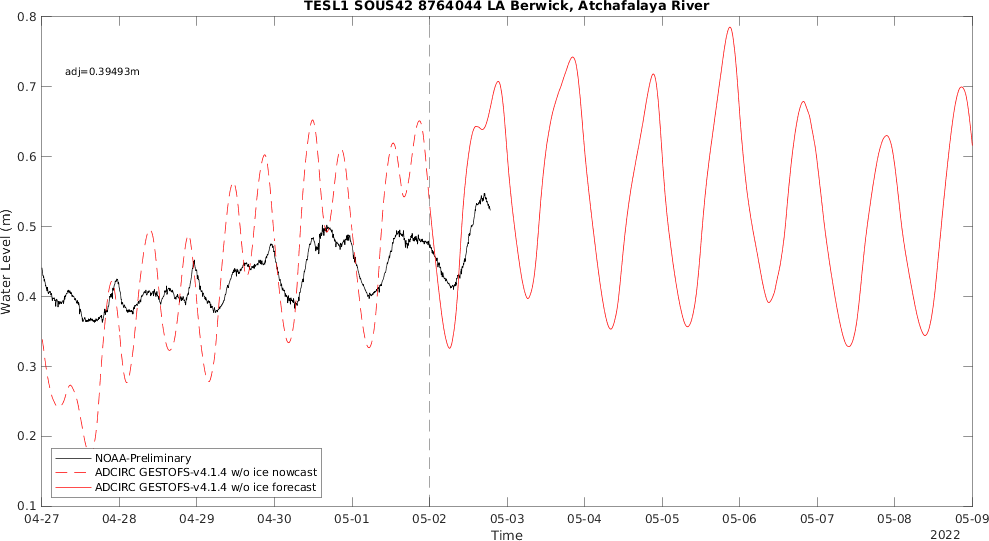 TESL1 SOUS42 8764044 LA Berwick, Atchafalaya River
0.8
0.7
0.6
0.5
0.4
0.3
0.2
0.1
Water Level (m)
adj=0.39493m
NOAA-Preliminary
ADCIRC GESTOFS-v4.1.4 w/o ice nowcast
ADCIRC GESTOFS-v4.1.4 w/o ice forecast
04-27 04-28 04-29 04-30 05-01 05-02 05-03 05-04 05-05 05-06 05-07 05-08 05-09
Time
2022